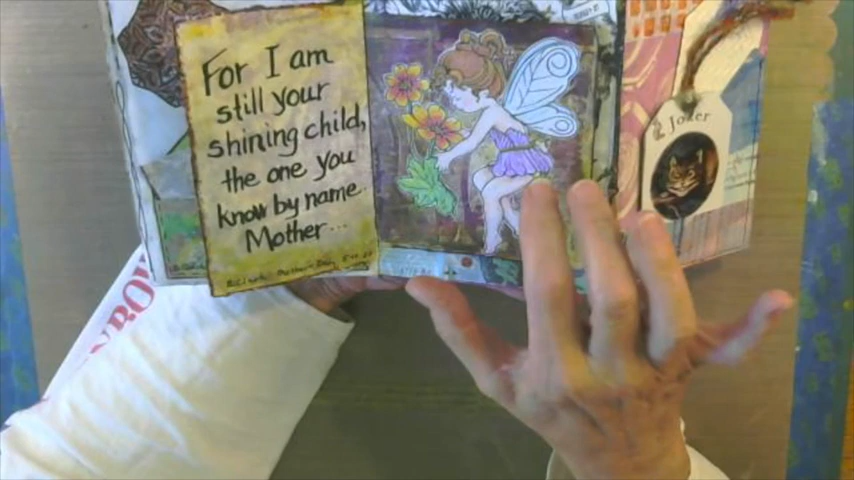 For I am
still your
shining child,
the one you
know by name
Mother...
Joker